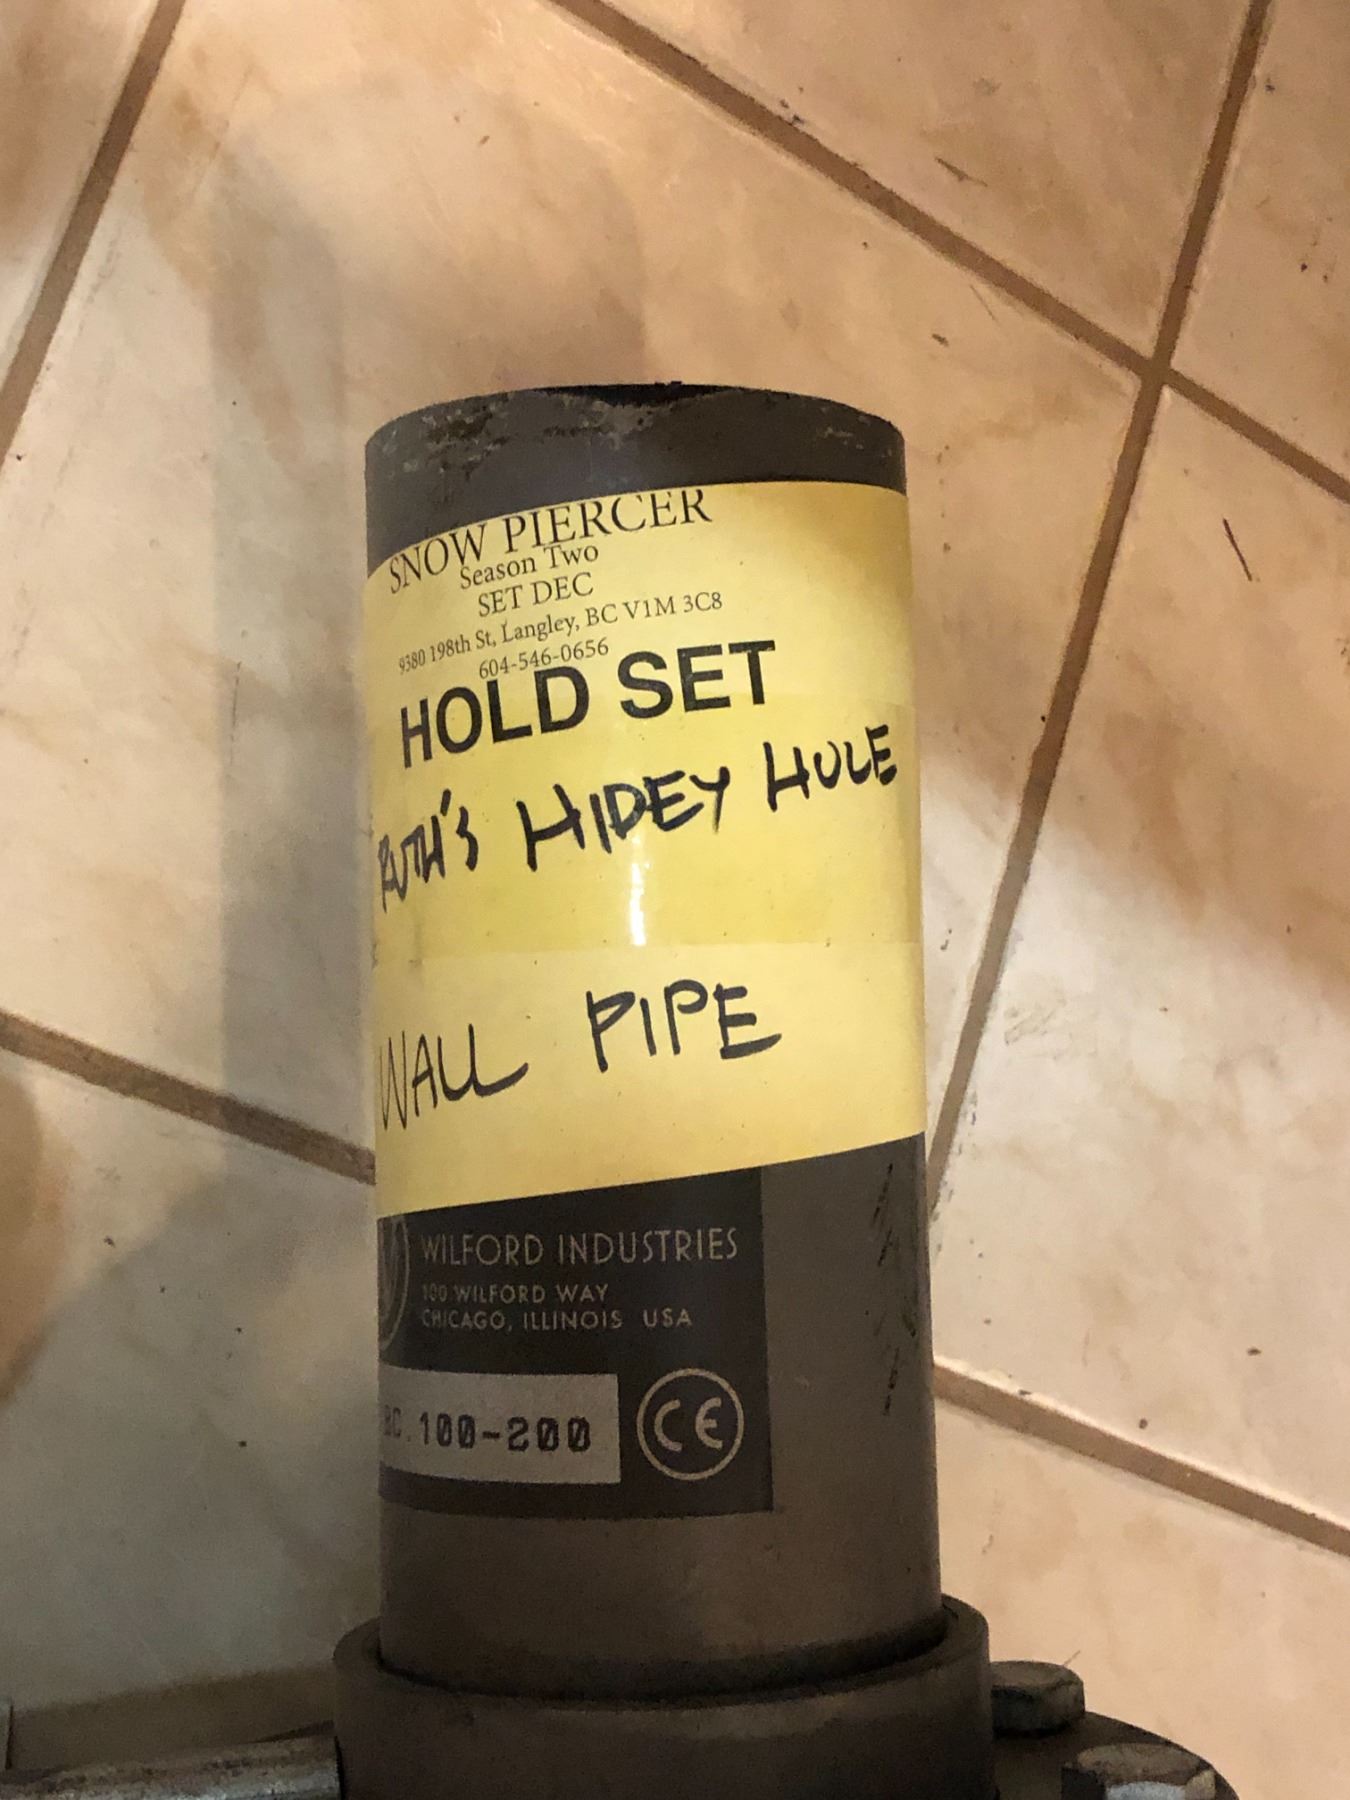 SNOW PIERCER
Season Two
SET DEC
9380 198th St, Langley, BC V1M 3C8
604-546-0656
HOLD SET
RUTH'S HIDEY HOLE
WALL PIPE
WILFORD INDUSTRIES
100 WILFORD WAY
CHICAGO, ILLINOIS USA
100-200
CE